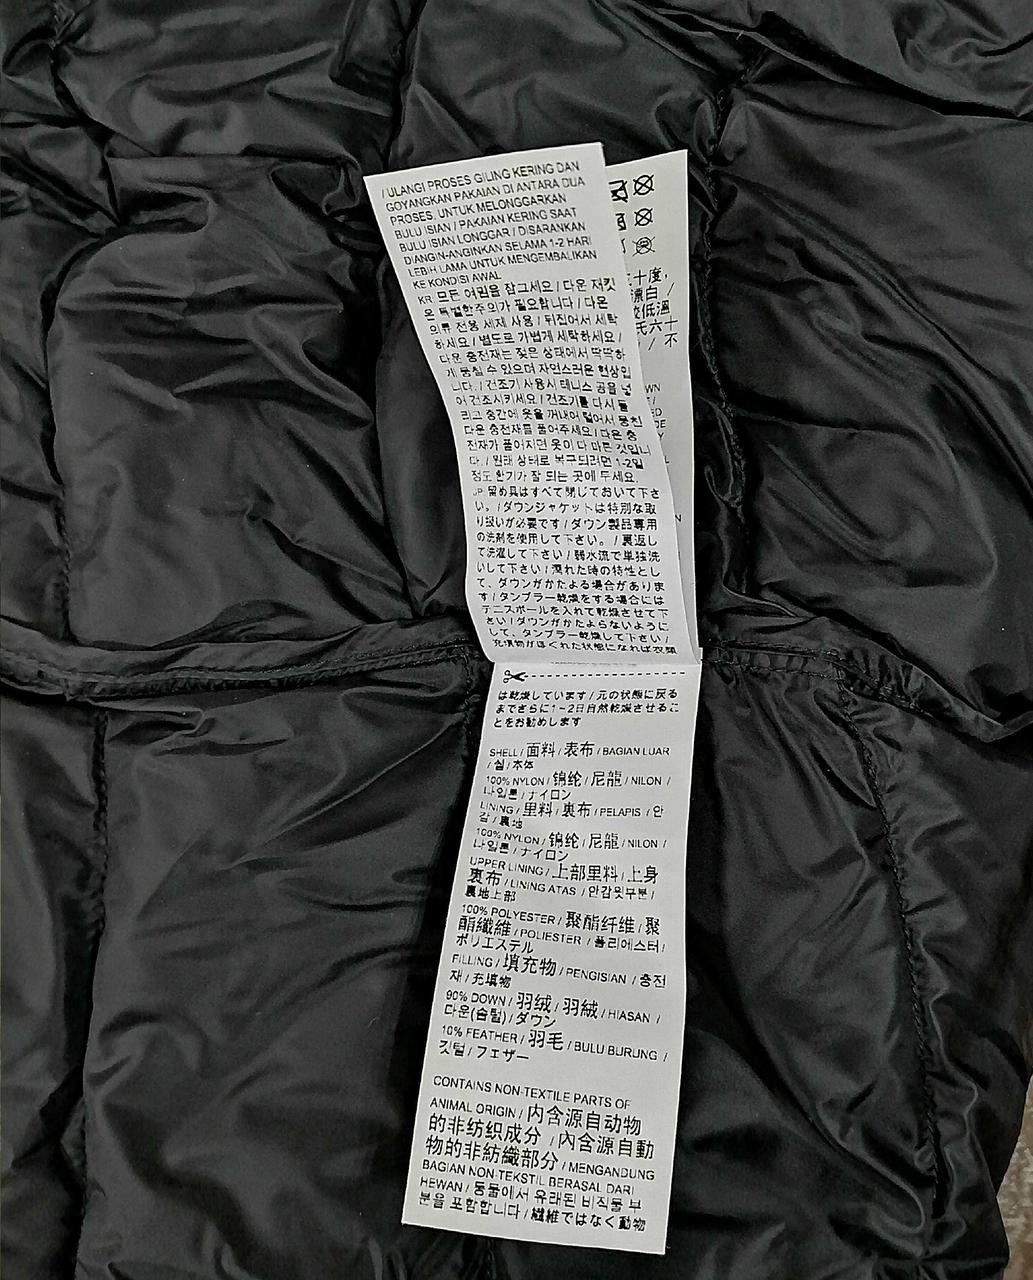 / ULANGI PROSES GILING KERING DAN
GOYANGKAN PAKAIAN DI ANTARA DUA
PROSES, UNTUK MELONGGARKAN
BULU ISIAN / PAKAIAN KERING SAAT
BULU ISIAN LONGGAR / DISARANKAN
DIANGIN-ANGINKAN SELAMA 1-2 HARI
LEBIH LAMA UNTUK MENGEMBALIKAN
KE KONDISI AWAL
KR 모든 여밈을 잠그세요 / 다운 재킷
은 특별한주의가 필요합니다 / 다운
의류 전용 세제 사용 / 뒤집어서 세탁
하세요 / 별도로 가볍게 세탁하세요 /
다운 충전재는 젖은 상태에서 딱딱하
게 뭉칠 수 있으며 자연스러운 현상입
니다. / 건조기 사용시 테니스 공을 넣
어 건조시키세요 / 건조기를 다시 돌
리고 중간에 옷을 꺼내어 털어서 뭉친
다운 충전재를 풀어주세요 / 다운 충
전재가 풀어지면 옷이 다 마른 것입니
다. / 원래 상태로 복구되려면 1-2일
정도 환기가 잘 되는 곳에 두세요.
JP 留め具はすべて閉じておいて下さ
い。/ ダウンジャケットは特別な取
り扱いが必要です / ダウン製品専用
の洗剤を使用して下さい。 / 裏返し
て洗濯して下さい / 弱水流で単独洗
いして下さい / 濡れた時の特性とし
て、ダウンがかたよる場合がありま
す / タンブラー乾燥をする場合には
テニスボールを入れて乾燥させて下
さい / ダウンがかたよらないように
して、タンブラー乾燥して下さい /
充填物がほぐれた状態になれば衣類
は乾燥しています / 元の状態に戻る
までさらに1~2日自然乾燥させるこ
とをお勧めします
SHELL / 面料 / 表布 / BAGIAN LUAR
/ 실 / 本体
100% NYLON / 锦纶 / 尼龍 / NILON /
나일론 / ナイロン
LINING / 里料 / 裏布 / PELAPIS / 안
감 / 裏地
100% NYLON / 锦纶 / 尼龍 / NILON /
나일론 / ナイロン
UPPER LINING / 上部里料 / 上身
裏布 / LINING ATAS / 안감윗부분 /
裏地上部
100% POLYESTER / 聚酯纤维 / 聚
酯纖維 / POLIESTER / 폴리에스터 /
ポリエステル
FILLING / 填充物 / PENGISIAN / 충전
재 / 充填物
90% DOWN / 羽绒 / 羽絨 / HIASAN /
다운(솜털) / ダウン
10% FEATHER / 羽毛 / BULU BURUNG /
깃털 / フェザー
CONTAINS NON-TEXTILE PARTS OF
ANIMAL ORIGIN / 内含源自动物
的非纺织成分 / 內含源自動
物的非紡織部分 / MENGANDUNG
BAGIAN NON-TEKSTIL BERASAL DARI
HEWAN / 동물에서 유래된 비직물 부
분을 포함합니다 / 繊維ではなく動物
十度,
漂白 /
低溫
氏六十
/ 不